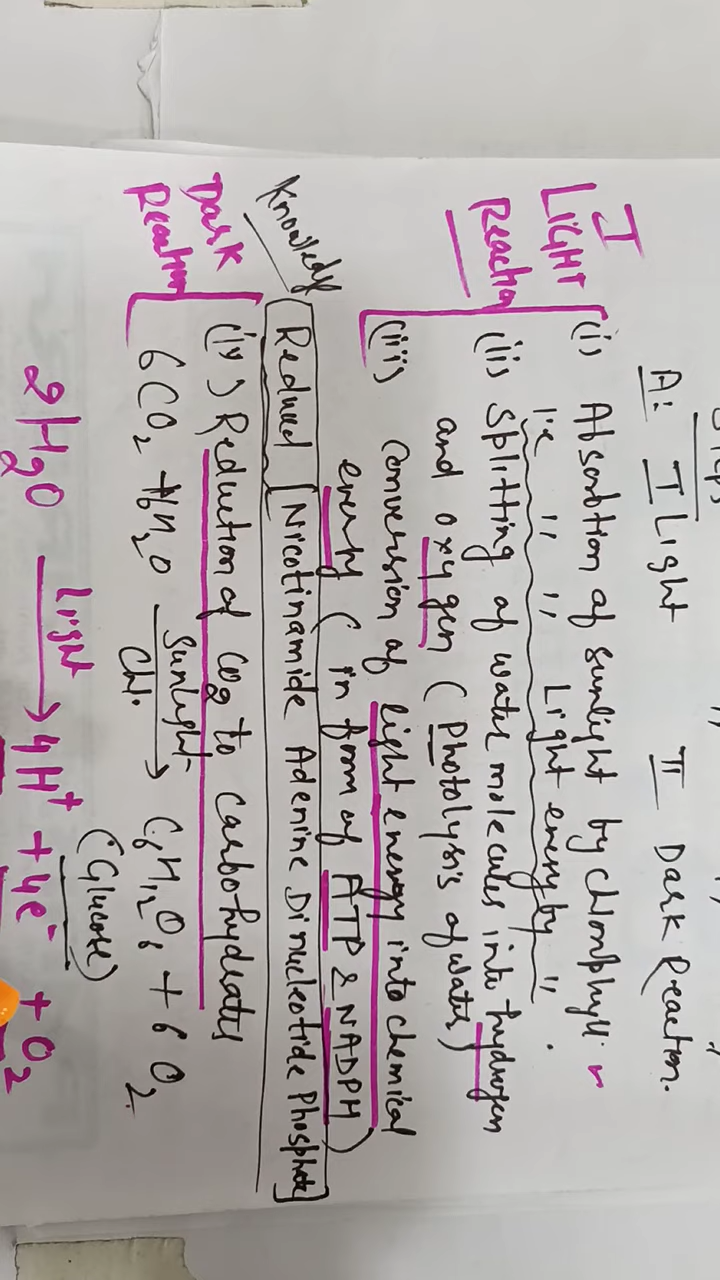 Steps
A: I Light II Dark Reaction.
I
LIGHT
Reaction
(i) Absorbtion of sunlight by chlorophyll
i.e " " " Light energy by " .
(ii) Splitting of water molecules into hydrogen
and oxygen (Photolysis of water)
(iii) Conversion of light energy into chemical
energy (in form of ATP & NADPH)
Knowledge
Reduced [Nicotinamide Adenine Dinucleotide Phosphate]
Dark
Reaction
(iv) Reduction of CO2 to Carbohydrates
6CO2 + 6H2O Sunlight Chl. → C6H12O6 + 6O2.
(Glucose)
2H2O Light → 4H+ + 4e- + O2